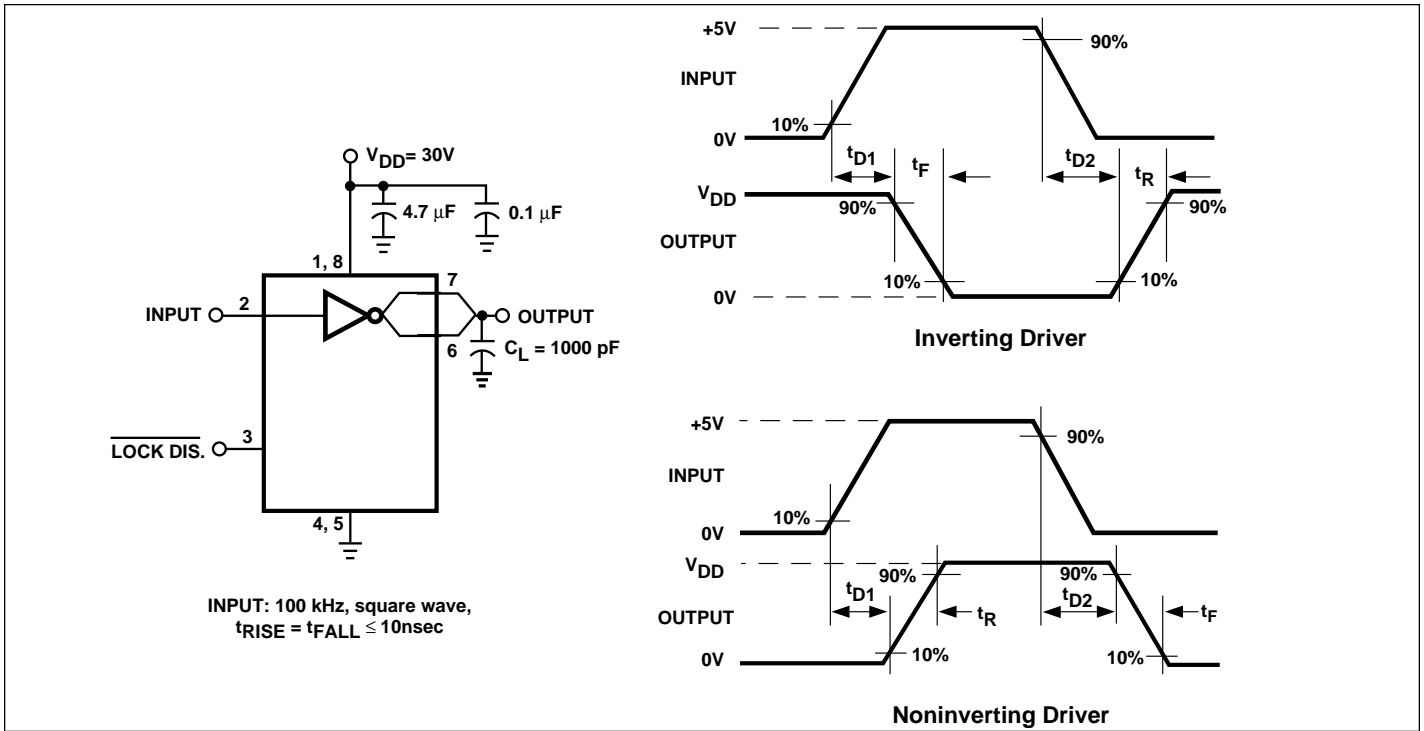 V_DD = 30V
4.7 µF
0.1 µF
1, 8
INPUT
2
7
6
OUTPUT
C_L = 1000 pF
LOCK DIS.
3
4, 5
INPUT: 100 kHz, square wave,
t_RISE = t_FALL ≤ 10nsec
+5V
INPUT
0V
10%
90%
t_D1
t_F
t_D2
t_R
V_DD
OUTPUT
0V
90%
10%
10%
90%
Inverting Driver
+5V
INPUT
0V
10%
90%
V_DD
OUTPUT
0V
t_D1
90%
t_R
10%
90%
t_D2
t_F
10%
Noninverting Driver